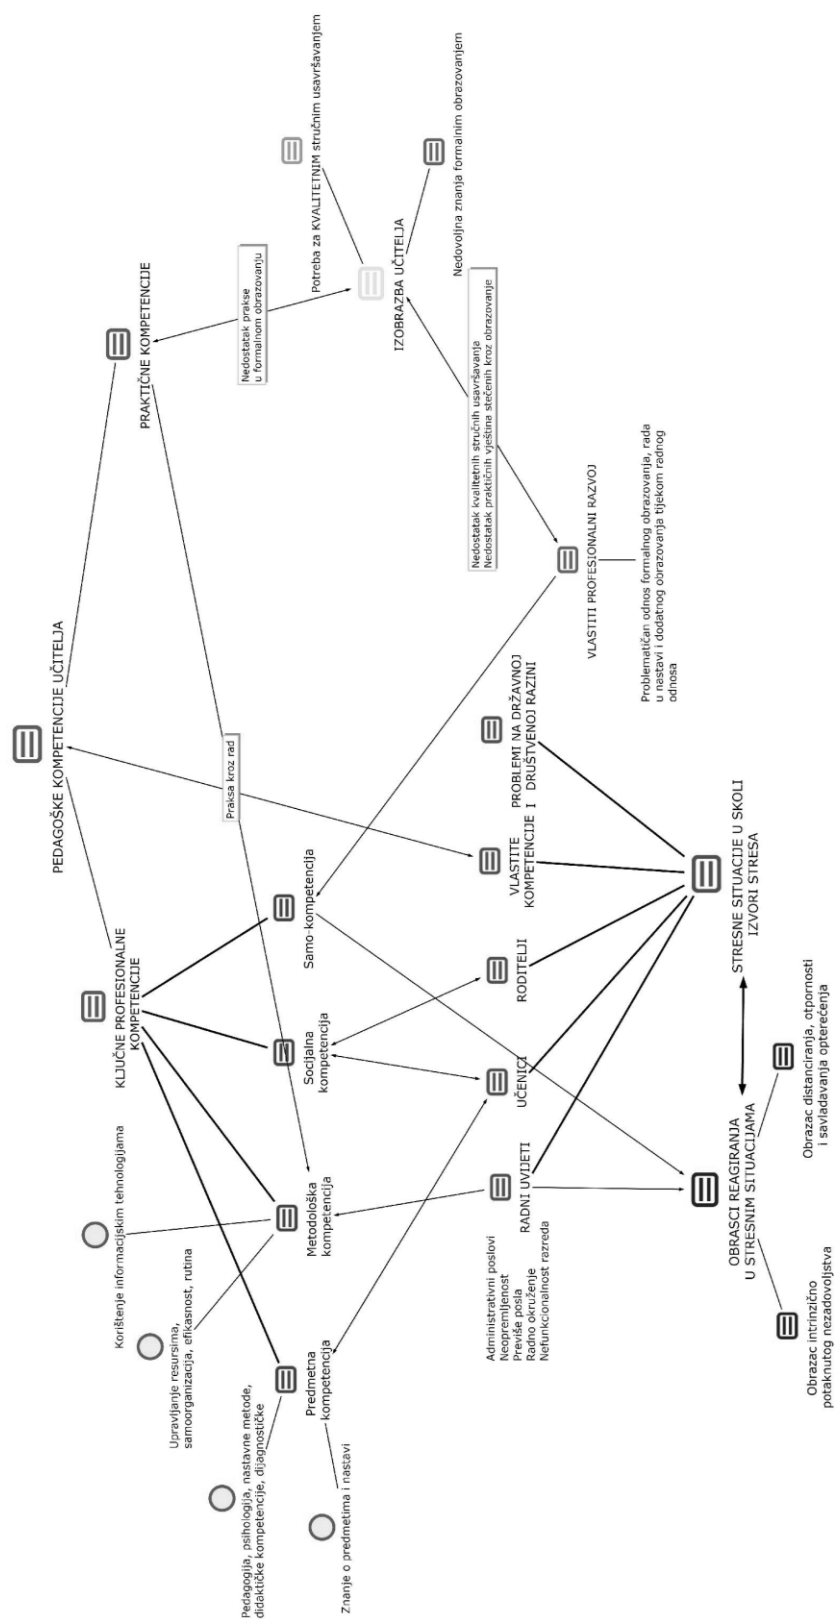 PEDAGOŠKE KOMPETENCIJE UČITELJA
KLJUČNE PROFESIONALNE
KOMPETENCIJE
PRAKTIČNE KOMPETENCIJE
Korištenje informacijskim tehnologijama
Upravljanje resursima,
samoorganizacija, efikasnost, rutina
Pedagogija, psihologija, nastavne metode,
didaktičke kompetencije, dijagnostičke
Znanje o predmetima i nastavi
Predmetna
kompetencija
Metodološka
kompetencija
Socijalna
kompetencija
Samo-kompetencija
Praksa kroz rad
Nedostatak prakse
u formalnom obrazovanju
Potreba za KVALITETNIM stručnim usavršavanjem
IZOBRAZBA UČITELJA
Nedovoljna znanja formalnim obrazovanjem
Nedostatak kvalitetnih stručnih usavršavanja
Nedostatak praktičnih vještina stečenih kroz obrazovanje
Administrativni poslovi
Neopremljenost
Previše posla
Radno okruženje
Nefunkcionalnost razreda
RADNI UVIJETI
UČENICI
RODITELJI
VLASTITE
KOMPETENCIJE
PROBLEMI NA DRŽAVNOJ
I DRUŠTVENOJ RAZINI
VLASTITI PROFESIONALNI RAZVOJ
Problematičan odnos formalnog obrazovanja, rada
u nastavi i dodatnog obrazovanja tijekom radnog
odnosa
OBRASCI REAGIRANJA
U STRESNIM SITUACIJAMA
STRESNE SITUACIJE U SKOLI
IZVORI STRESA
Obrazac intrinzično
potaknutog nezadovoljstva
Obrazac distanciranja, otpornosti
i savladavanja opterećenja